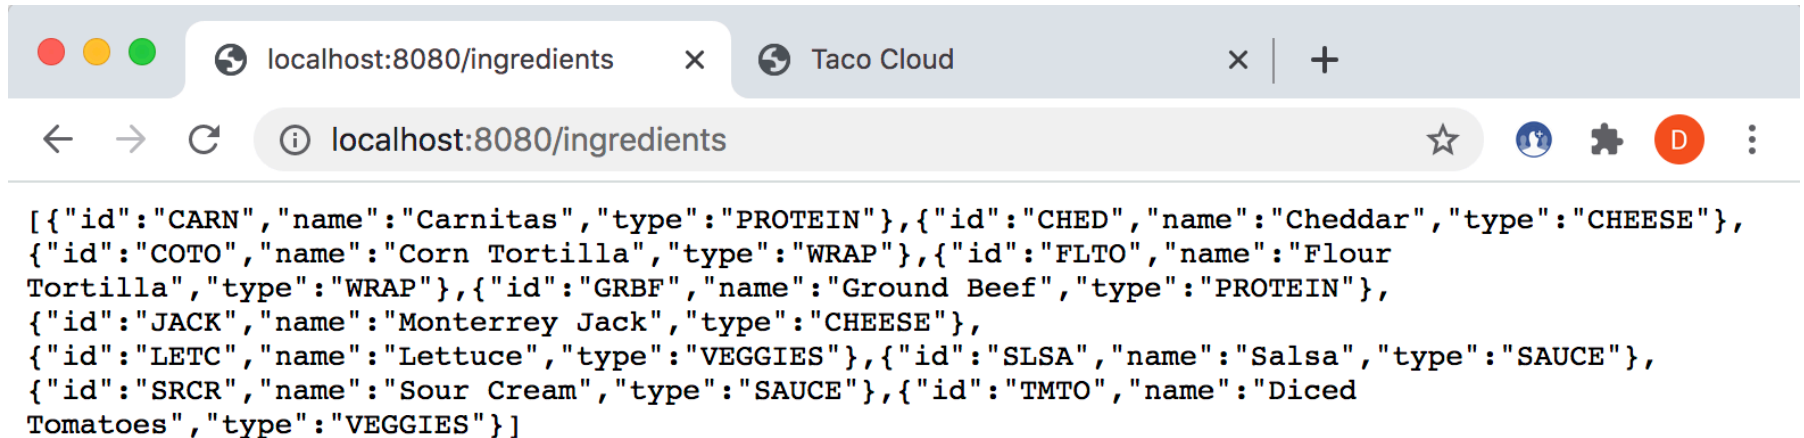 localhost:8080/ingredients
Taco Cloud
localhost:8080/ingredients
D
[{"id":"CARN","name":"Carnitas","type":"PROTEIN"},{"id":"CHED","name":"Cheddar","type":"CHEESE"},
{"id":"COTO","name":"Corn Tortilla","type":"WRAP"},{"id":"FLTO","name":"Flour
Tortilla","type":"WRAP"},{"id":"GRBF","name":"Ground Beef","type":"PROTEIN"},
{"id":"JACK","name":"Monterrey Jack","type":"CHEESE"},
{"id":"LETC","name":"Lettuce","type":"VEGGIES"},{"id":"SLSA","name":"Salsa","type":"SAUCE"},
{"id":"SRCR","name":"Sour Cream","type":"SAUCE"},{"id":"TMTO","name":"Diced
Tomatoes","type":"VEGGIES"}]